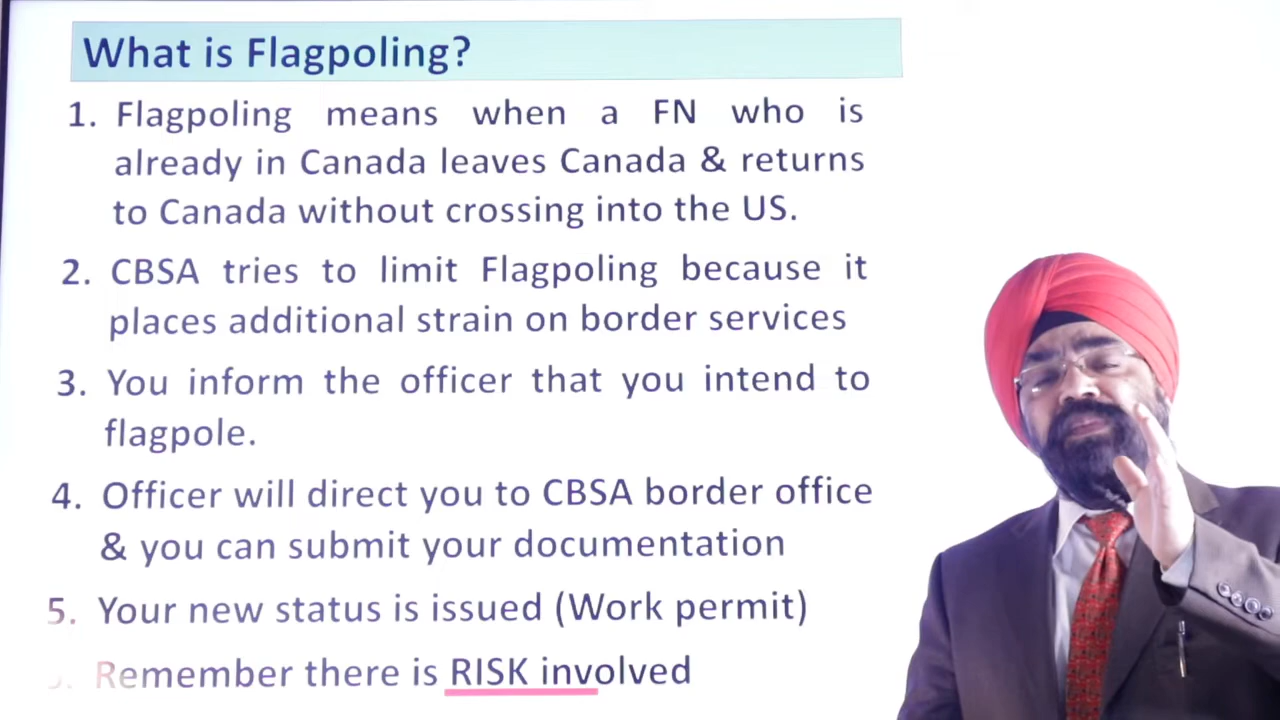 What is Flagpoling?
1. Flagpoling means when a FN who is
already in Canada leaves Canada & returns
to Canada without crossing into the US.
2. CBSA tries to limit Flagpoling because it
places additional strain on border services
3. You inform the officer that you intend to
flagpole.
4. Officer will direct you to CBSA border office
& you can submit your documentation
5. Your new status is issued (Work permit)
Remember there is RISK involved